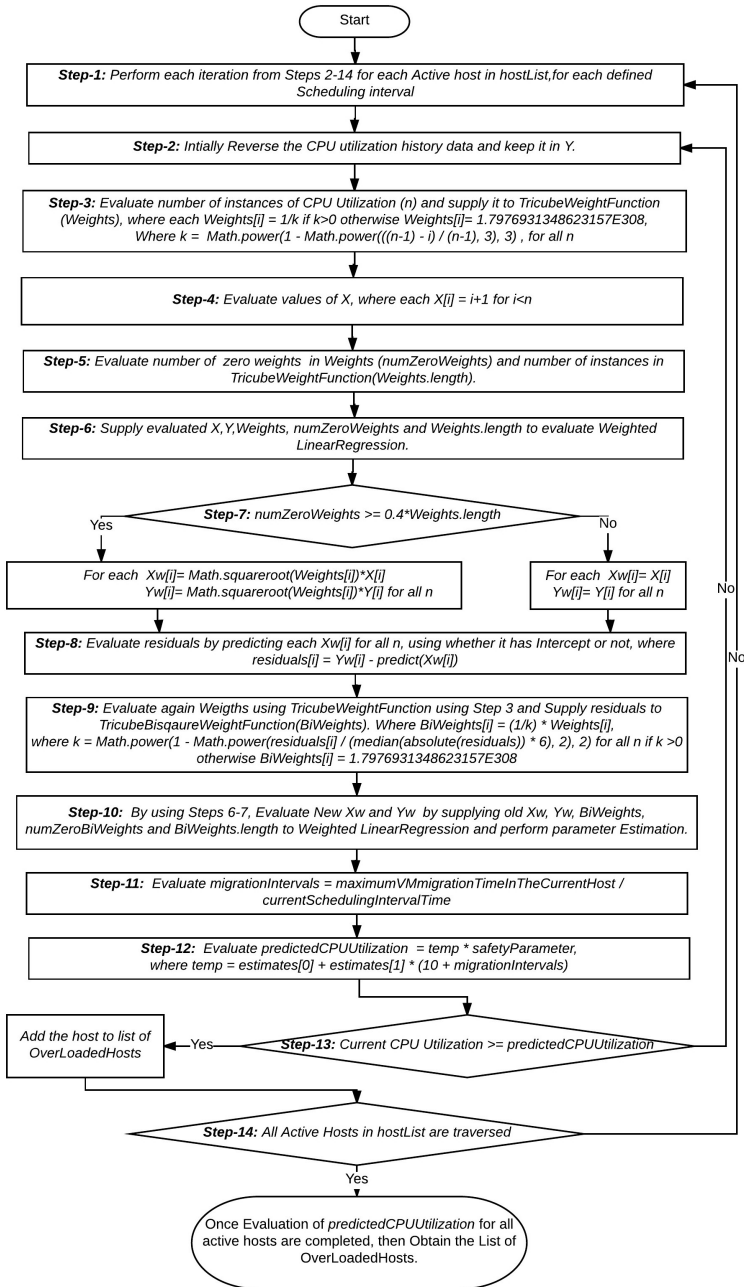 Start
Step-1: Perform each iteration from Steps 2-14 for each Active host in hostList,for each defined
Scheduling interval
Step-2: Intially Reverse the CPU utilization history data and keep it in Y.
Step-3: Evaluate number of instances of CPU Utilization (n) and supply it to TricubeWeightFunction
(Weights), where each Weights[i] = 1/k if k>0 otherwise Weights[i]= 1.7976931348623157E308,
Where k = Math.power(1 - Math.power(((n-1) - i) / (n-1), 3), 3) , for all n
Step-4: Evaluate values of X, where each X[i] = i+1 for i<n
Step-5: Evaluate number of zero weights in Weights (numZeroWeights) and number of instances in
TricubeWeightFunction(Weights.length).
Step-6: Supply evaluated X,Y,Weights, numZeroWeights and Weights.length to evaluate Weighted
LinearRegression.
Step-7: numZeroWeights >= 0.4*Weights.length
Yes
No
For each Xw[i]= Math.squareroot(Weights[i])*X[i]
Yw[i]= Math.squareroot(Weights[i])*Y[i] for all n
For each Xw[i]= X[i]
Yw[i]= Y[i] for all n
Step-8: Evaluate residuals by predicting each Xw[i] for all n, using whether it has Intercept or not, where
residuals[i] = Yw[i] - predict(Xw[i])
Step-9: Evaluate again Weigths using TricubeWeightFunction using Step 3 and Supply residuals to
TricubeBisqaureWeightFunction(BiWeights). Where BiWeights[i] = (1/k) * Weights[i],
where k = Math.power(1 - Math.power(residuals[i] / (median(absolute(residuals)) * 6), 2), 2) for all n if k >0
otherwise BiWeights[i] = 1.7976931348623157E308
Step-10: By using Steps 6-7, Evaluate New Xw and Yw by supplying old Xw, Yw, BiWeights,
numZeroBiWeights and BiWeights.length to Weighted LinearRegression and perform parameter Estimation.
Step-11: Evaluate migrationIntervals = maximumVMmigrationTimeInTheCurrentHost /
currentSchedulingIntervalTime
Step-12: Evaluate predictedCPUUtilization = temp * safetyParameter,
where temp = estimates[0] + estimates[1] * (10 + migrationIntervals)
Step-13: Current CPU Utilization >= predictedCPUUtilization
Yes
No
Add the host to list of
OverLoadedHosts
Step-14: All Active Hosts in hostList are traversed
No
Yes
Once Evaluation of predictedCPUUtilization for all
active hosts are completed, then Obtain the List of
OverLoadedHosts.